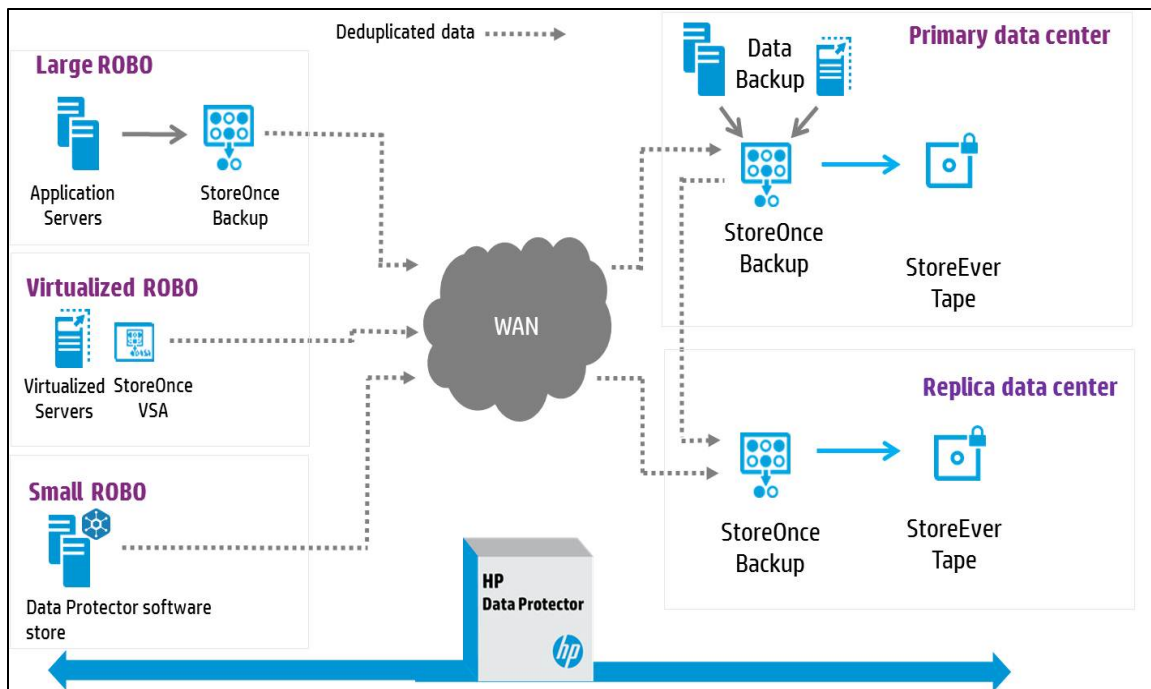 Deduplicated data
Large ROBO
Application
Servers
StoreOnce
Backup
Virtualized ROBO
Virtualized
Servers
StoreOnce
VSA
Small ROBO
Data Protector software
store
WAN
HP
Data Protector
hp
Primary data center
Data
Backup
StoreOnce
Backup
StoreEver
Tape
Replica data center
StoreOnce
Backup
StoreEver
Tape